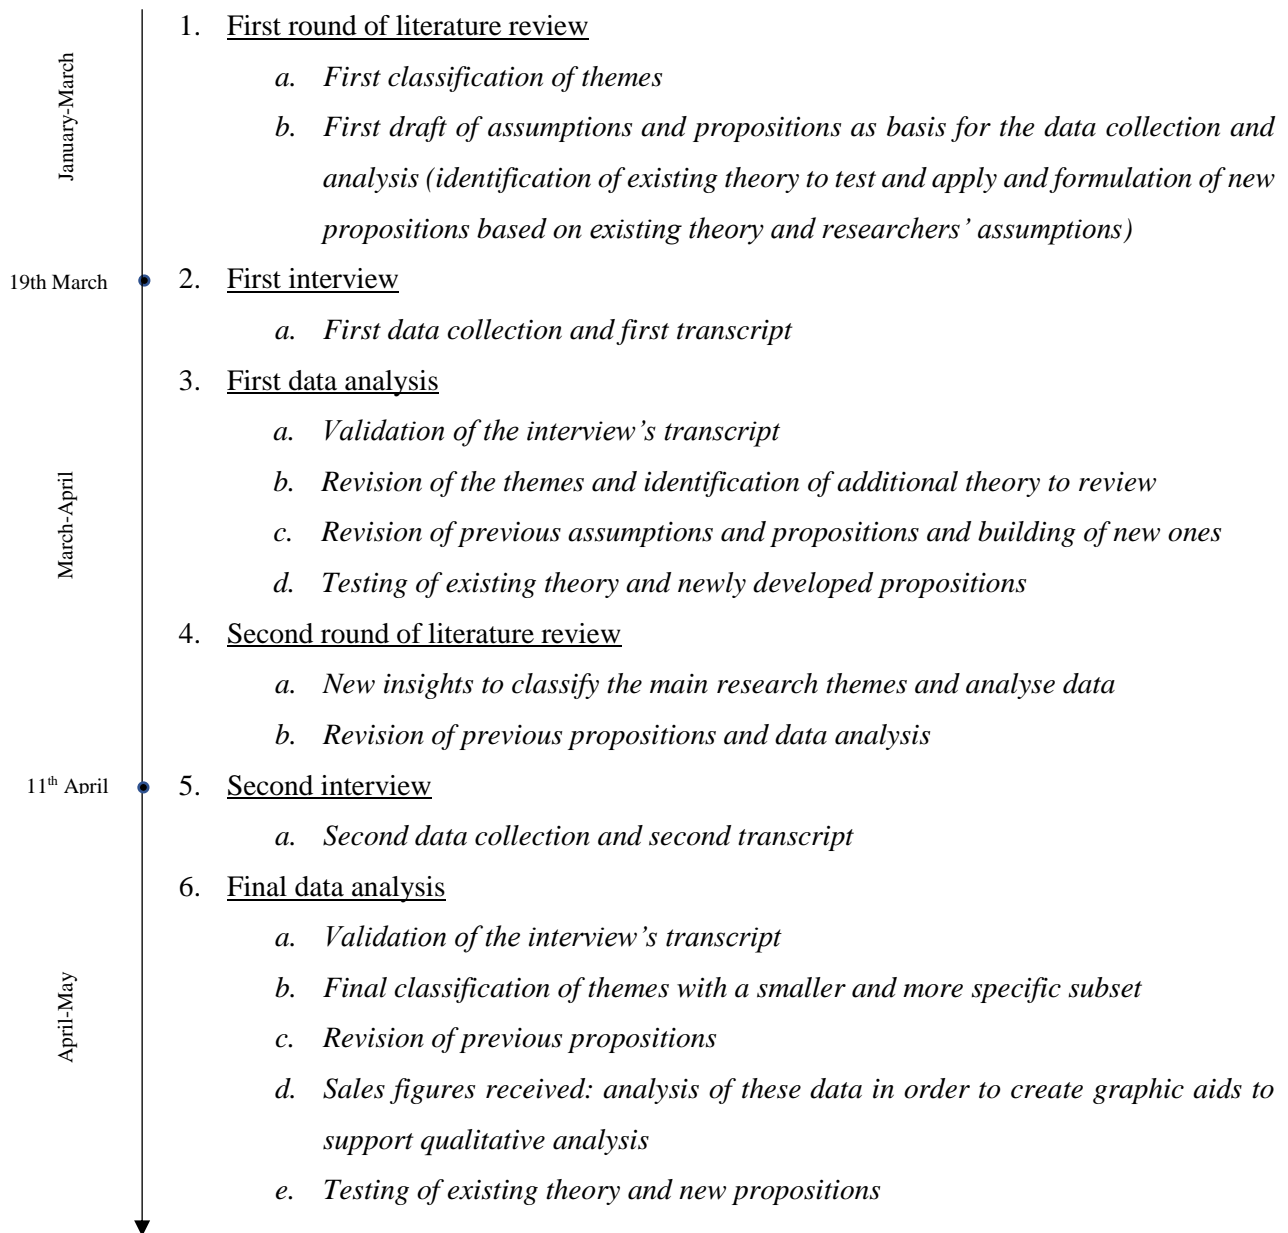 January-March
1. First round of literature review
a. First classification of themes
b. First draft of assumptions and propositions as basis for the data collection and
analysis (identification of existing theory to test and apply and formulation of new
propositions based on existing theory and researchers’ assumptions)
19th March
2. First interview
a. First data collection and first transcript
March-April
3. First data analysis
a. Validation of the interview’s transcript
b. Revision of the themes and identification of additional theory to review
c. Revision of previous assumptions and propositions and building of new ones
d. Testing of existing theory and newly developed propositions
4. Second round of literature review
a. New insights to classify the main research themes and analyse data
b. Revision of previous propositions and data analysis
11th April
5. Second interview
a. Second data collection and second transcript
April-May
6. Final data analysis
a. Validation of the interview’s transcript
b. Final classification of themes with a smaller and more specific subset
c. Revision of previous propositions
d. Sales figures received: analysis of these data in order to create graphic aids to
support qualitative analysis
e. Testing of existing theory and new propositions